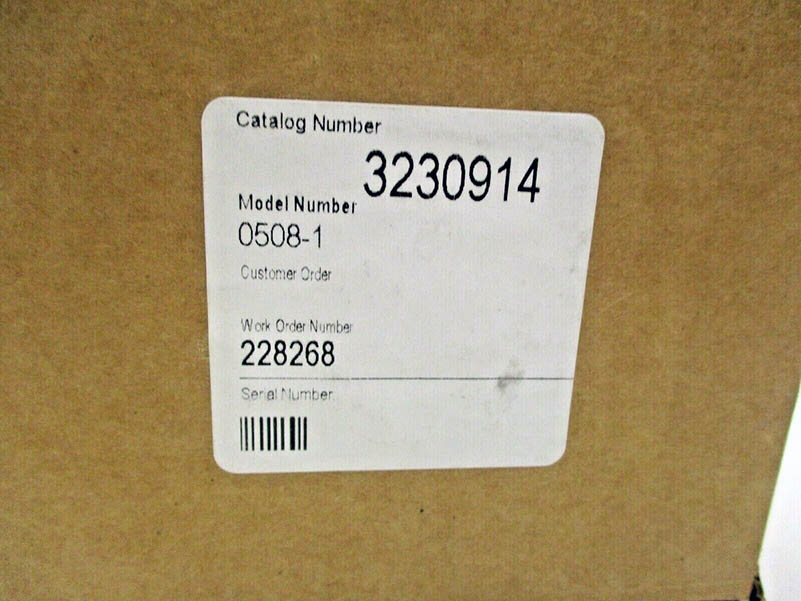 Catalog Number
3230914
Model Number
0508-1
Customer Order
Work Order Number
228268
Serial Number